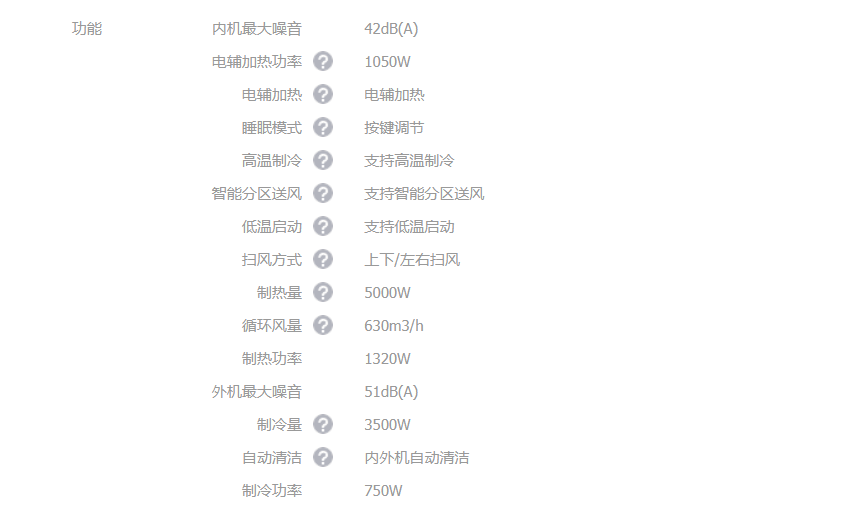 功能 内机最大噪音 42dB(A)
电辅加热功率 ? 1050W
电辅加热 ? 电辅加热
睡眠模式 ? 按键调节
高温制冷 ? 支持高温制冷
智能分区送风 ? 支持智能分区送风
低温启动 ? 支持低温启动
扫风方式 ? 上下/左右扫风
制热量 ? 5000W
循环风量 ? 630m3/h
制热功率 1320W
外机最大噪音 51dB(A)
制冷量 ? 3500W
自动清洁 ? 内外机自动清洁
制冷功率 750W